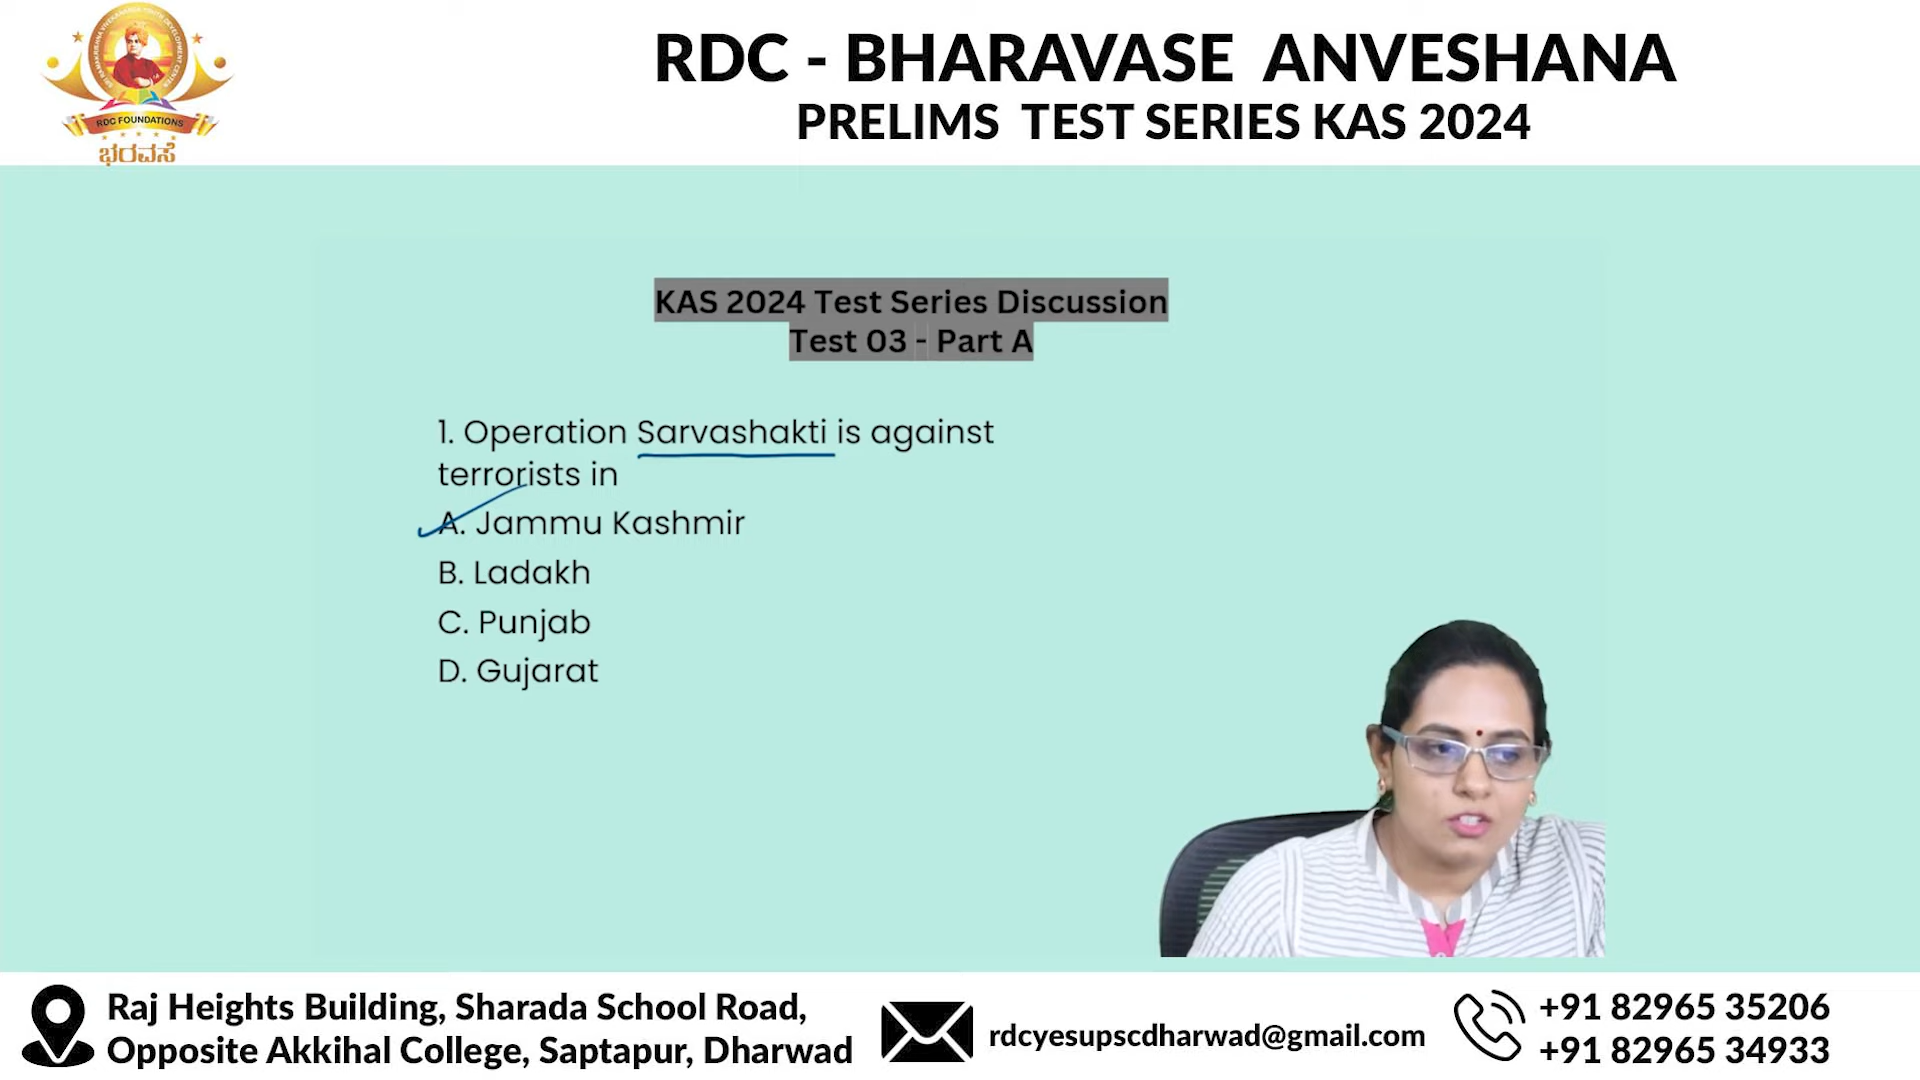 RDC FOUNDATIONS
ಭರವಸೆ
RDC - BHARAVASE ANVESHANA
PRELIMS TEST SERIES KAS 2024
KAS 2024 Test Series Discussion
Test 03 - Part A
1. Operation Sarvashakti is against
terrorists in
A. Jammu Kashmir
B. Ladakh
C. Punjab
D. Gujarat
Raj Heights Building, Sharada School Road,
Opposite Akkihal College, Saptapur, Dharwad
rdcyesupscdharwad@gmail.com
+91 82965 35206
+91 82965 34933